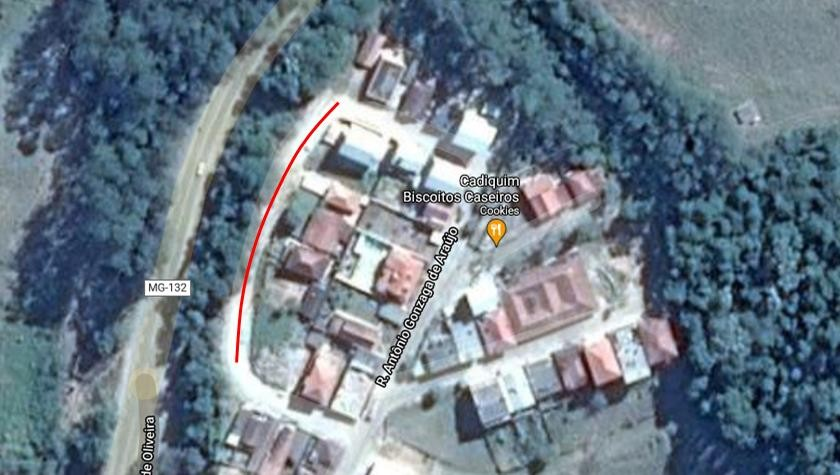 Cadiquim
Biscoitos Caseiros
Cookies
R. Antônio Gonzaga de Araújo
MG-132
de Oliveira